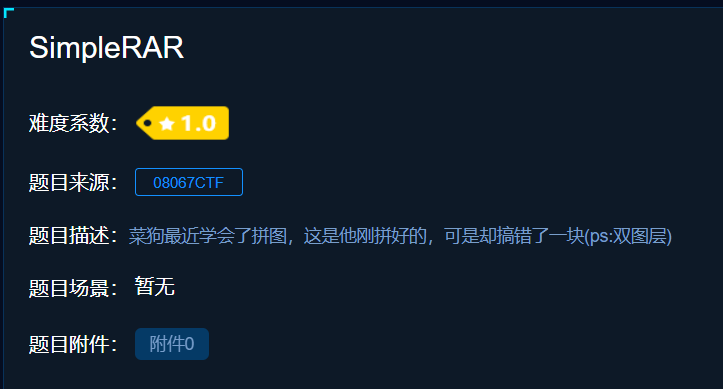 SimpleRAR
难度系数： 1.0
题目来源： 08067CTF
题目描述：菜狗最近学会了拼图，这是他刚拼好的，可是却搞错了一块(ps:双图层)
题目场景： 暂无
题目附件： 附件0